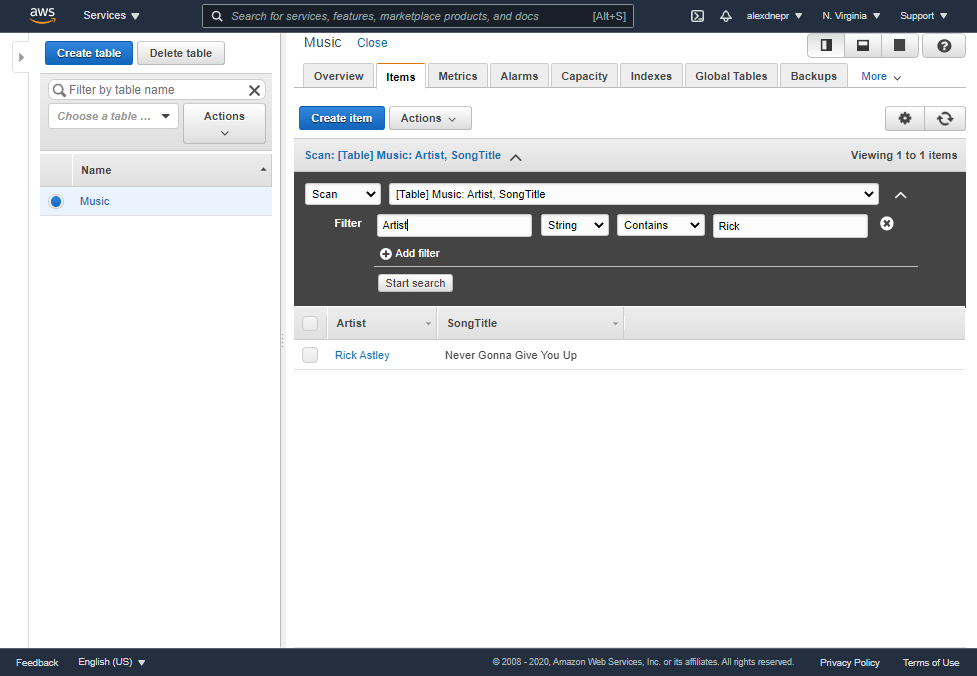 aws Services Search for services, features, marketplace products, and docs [Alt+S] alexdnepr N. Virginia Support
Create table Delete table
Filter by table name
Choose a table ... Actions
Name
Music
Music Close
Overview Items Metrics Alarms Capacity Indexes Global Tables Backups More
Create item Actions
Scan: [Table] Music: Artist, SongTitle Viewing 1 to 1 items
Scan [Table] Music: Artist, SongTitle
Filter Artist String Contains Rick
Add filter
Start search
Artist SongTitle
Rick Astley Never Gonna Give You Up
Feedback English (US) © 2008 - 2020, Amazon Web Services, Inc. or its affiliates. All rights reserved. Privacy Policy Terms of Use